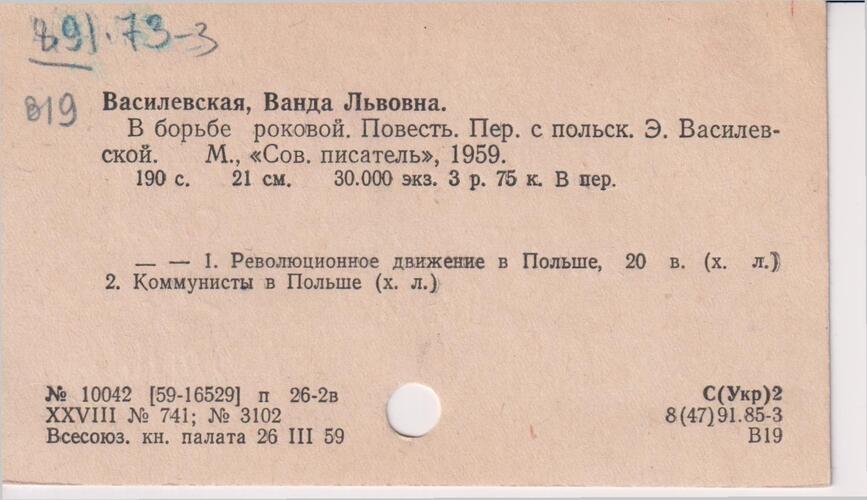 891.73-3
В19
Василевская, Ванда Львовна.
В борьбе роковой. Повесть. Пер. с польск. Э. Василев-
ской. М., «Сов. писатель», 1959.
190 с. 21 см. 30.000 экз. 3 р. 75 к. В пер.
— — 1. Революционное движение в Польше, 20 в. (х. л.)
2. Коммунисты в Польше (х. л.)
№ 10042 [59-16529] п 26-2в
XXVIII № 741; № 3102
Всесоюз. кн. палата 26 III 59
С(Укр)2
8(47)91.85-3
В19